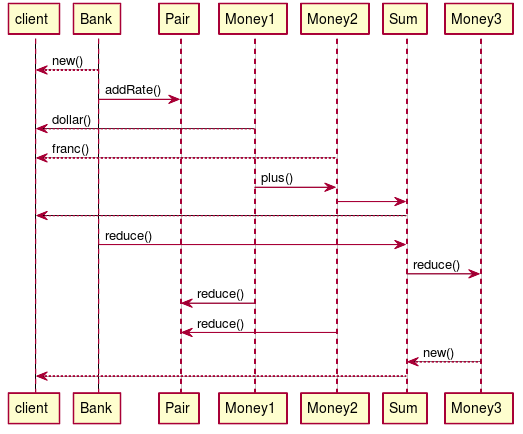 client Bank Pair Money1 Money2 Sum Money3
new()
addRate()
dollar()
franc()
plus()
reduce()
reduce()
reduce()
reduce()
new()
client Bank Pair Money1 Money2 Sum Money3